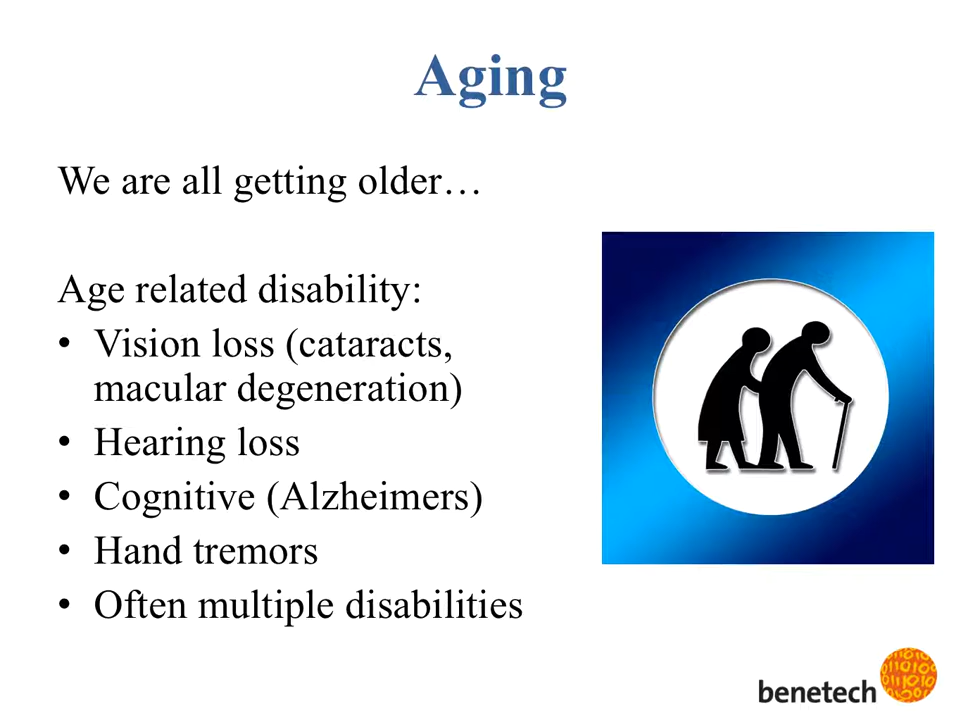 Aging
We are all getting older…
Age related disability:
• Vision loss (cataracts,
macular degeneration)
• Hearing loss
• Cognitive (Alzheimers)
• Hand tremors
• Often multiple disabilities
benetech